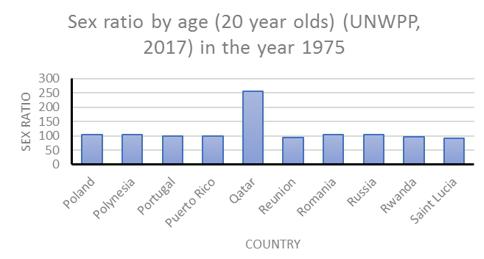 Sex ratio by age (20 year olds) (UNWPP,
2017) in the year 1975
SEX RATIO
300
250
200
150
100
50
0
Poland
Polynesia
Portugal
Puerto Rico
Qatar
Reunion
Romania
Russia
Rwanda
Saint Lucia
COUNTRY